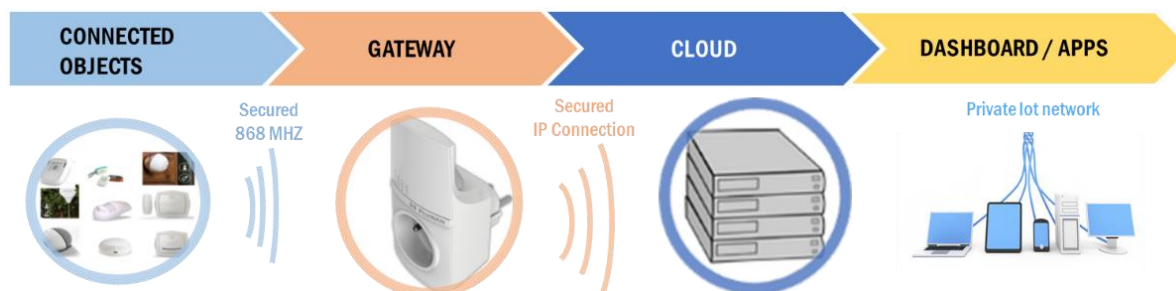 CONNECTED
OBJECTS
GATEWAY
CLOUD
DASHBOARD / APPS
Secured
868 MHZ
Secured
IP Connection
Private Iot network